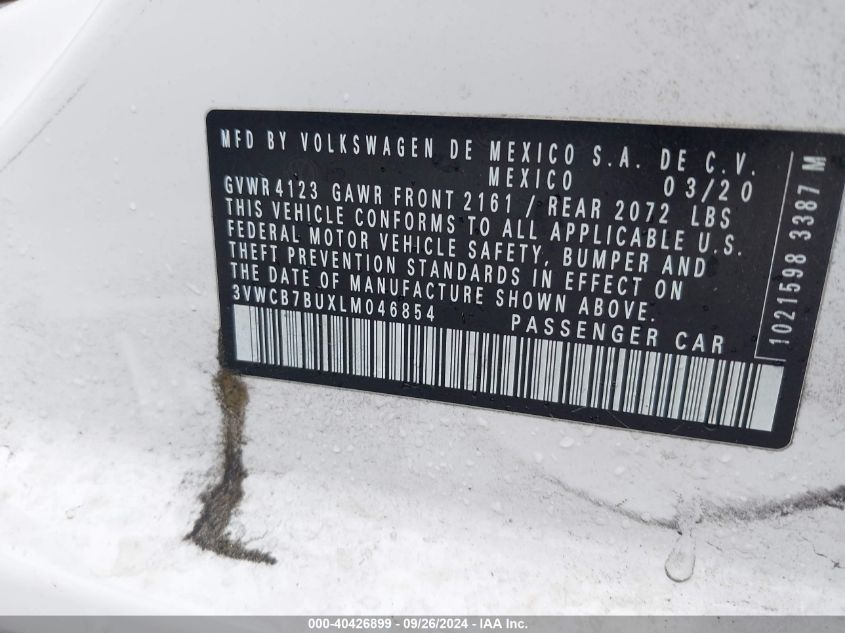 MFD BY VOLKSWAGEN DE MEXICO S.A. DE C.V.
MEXICO 03/20
GVWR 4123 GAWR FRONT 2161 / REAR 2072 LBS
THIS VEHICLE CONFORMS TO ALL APPLICABLE U.S.
FEDERAL MOTOR VEHICLE SAFETY, BUMPER AND
THEFT PREVENTION STANDARDS IN EFFECT ON
THE DATE OF MANUFACTURE SHOWN ABOVE.
3VWCB7BUXLM046854 PASSENGER CAR
1021598 3387 M
000-40426899 - 09/26/2024 - IAA Inc.